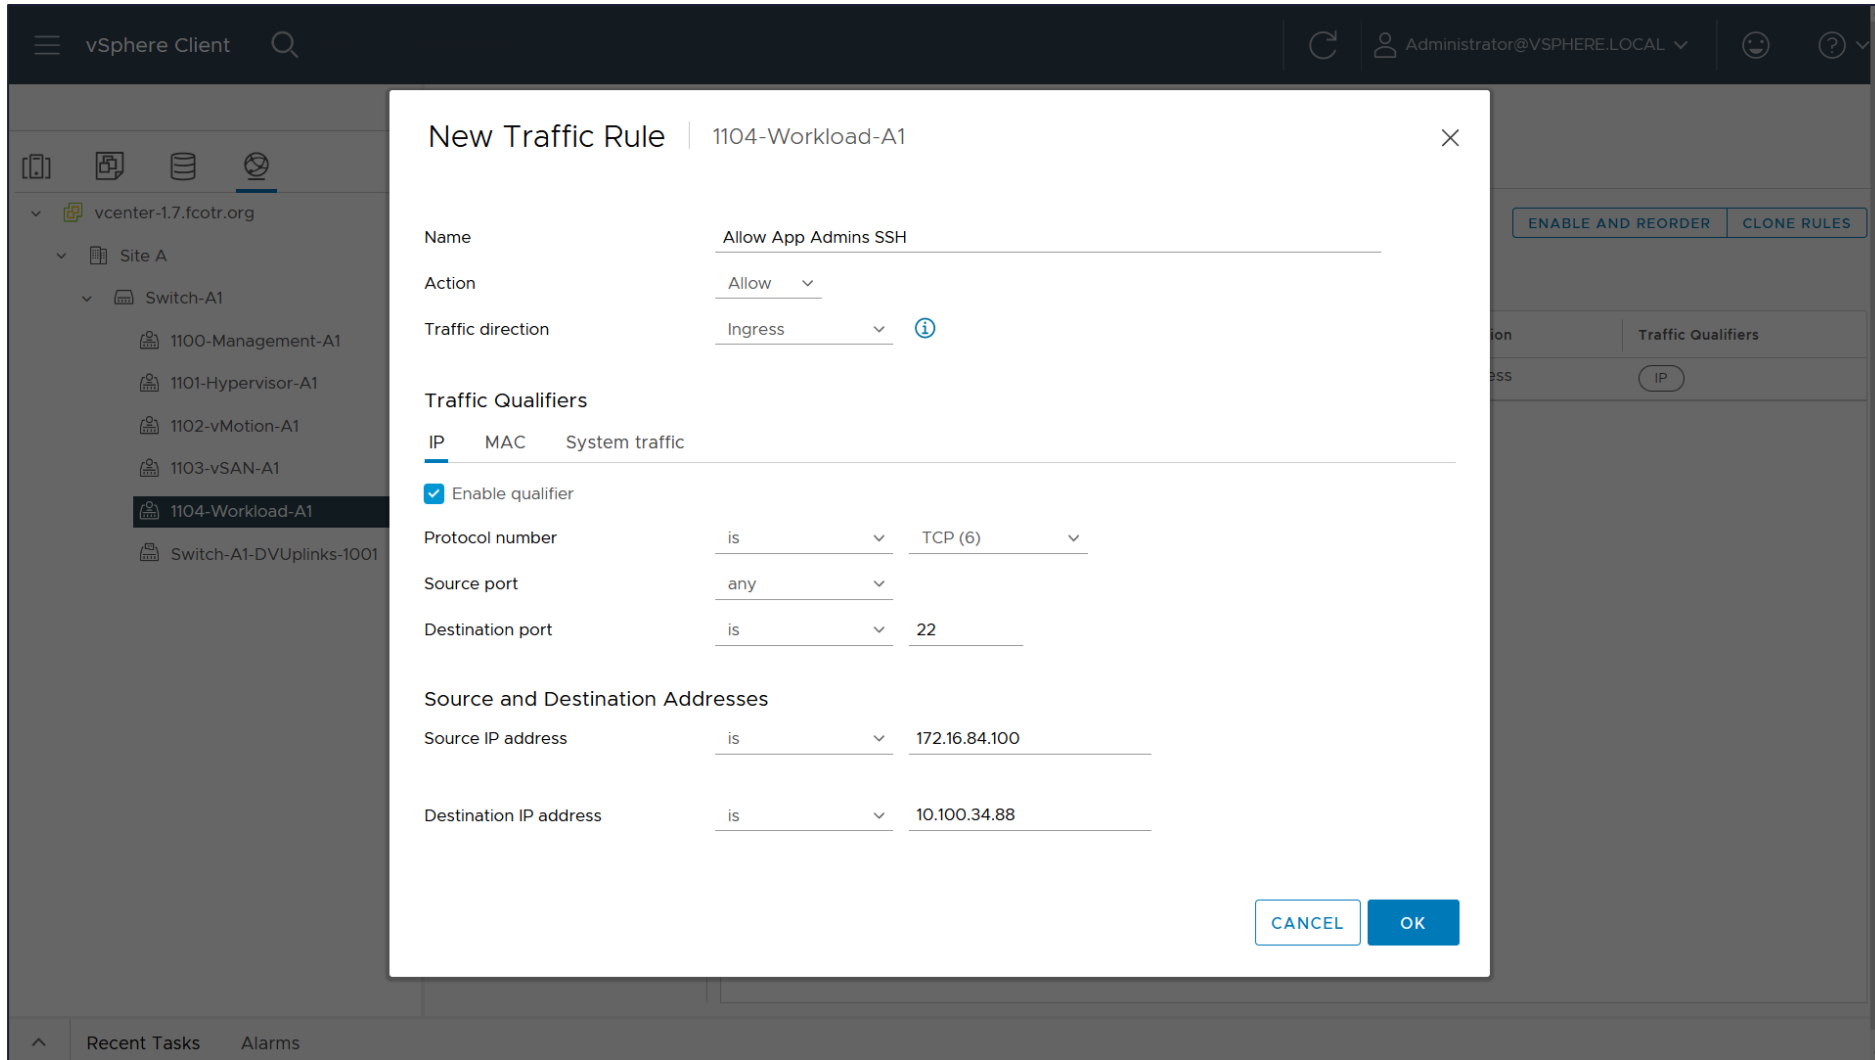 vSphere Client
Administrator@VSPHERE.LOCAL
New Traffic Rule 1104-Workload-A1
vcenter-1.7.fcotr.org
Site A
Switch-A1
1100-Management-A1
1101-Hypervisor-A1
1102-vMotion-A1
1103-vSAN-A1
1104-Workload-A1
Switch-A1-DVUplinks-1001
Name Allow App Admins SSH
Action Allow
Traffic direction Ingress
Traffic Qualifiers
IP MAC System traffic
Enable qualifier
Protocol number is TCP (6)
Source port any
Destination port is 22
Source and Destination Addresses
Source IP address is 172.16.84.100
Destination IP address is 10.100.34.88
CANCEL OK
ENABLE AND REORDER CLONE RULES
ion Traffic Qualifiers
ess IP
Recent Tasks Alarms